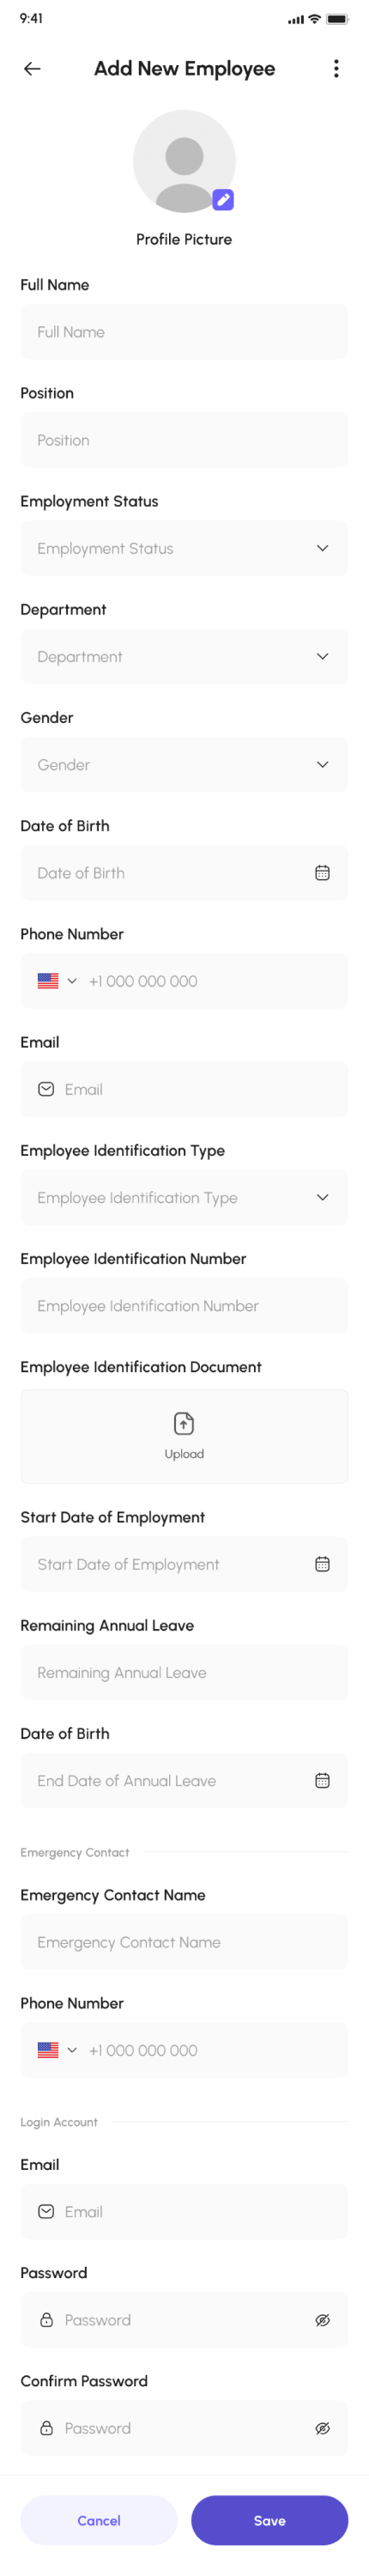 9:41
Add New Employee
Profile Picture
Full Name
Full Name
Position
Position
Employment Status
Employment Status
Department
Department
Gender
Gender
Date of Birth
Date of Birth
Phone Number
+1 000 000 000
Email
Email
Employee Identification Type
Employee Identification Type
Employee Identification Number
Employee Identification Number
Employee Identification Document
Upload
Start Date of Employment
Start Date of Employment
Remaining Annual Leave
Remaining Annual Leave
Date of Birth
End Date of Annual Leave
Emergency Contact
Emergency Contact Name
Emergency Contact Name
Phone Number
+1 000 000 000
Login Account
Email
Email
Password
Password
Confirm Password
Password
Cancel Save